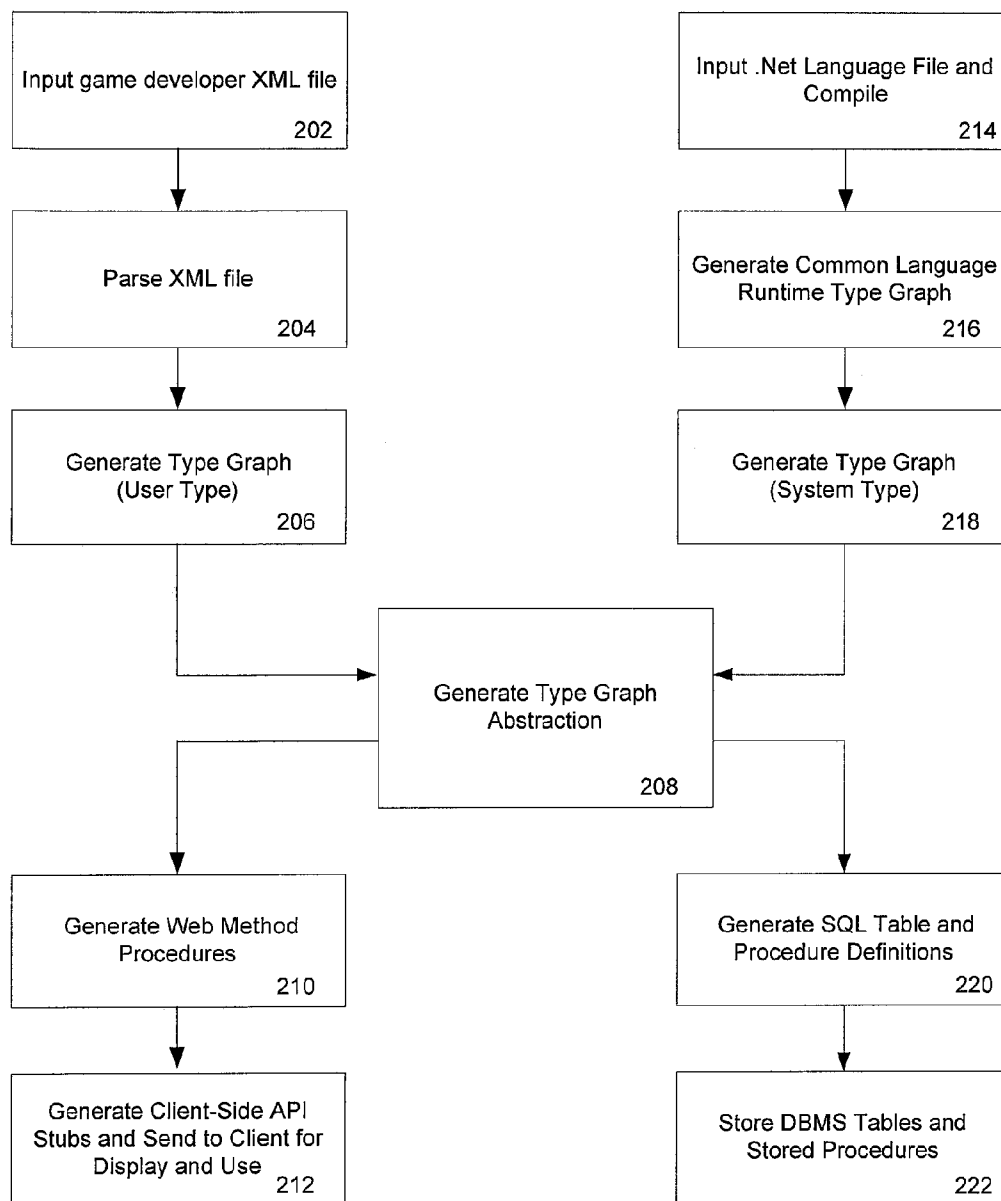 Input game developer XML file
202
Input .Net Language File and
Compile
214
Parse XML file
204
Generate Common Language
Runtime Type Graph
216
Generate Type Graph
(User Type)
206
Generate Type Graph
(System Type)
218
Generate Type Graph
Abstraction
208
Generate Web Method
Procedures
210
Generate SQL Table and
Procedure Definitions
220
Generate Client-Side API
Stubs and Send to Client for
Display and Use
212
Store DBMS Tables and
Stored Procedures
222